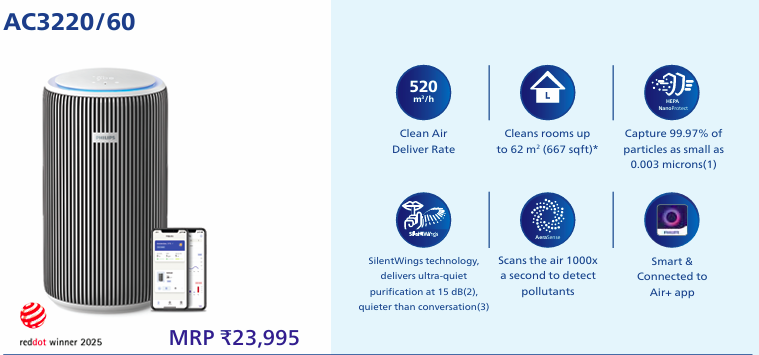 AC3220/60
PHILIPS
reddot winner 2025
MRP ₹23,995
520
m³/h
Clean Air
Deliver Rate
L
Cleans rooms up
to 62 m² (667 sqft)*
HEPA
NanoProtect
Capture 99.97% of
particles as small as
0.003 microns(1)
SilentWings
SilentWings technology,
delivers ultra-quiet
purification at 15 dB(2),
quieter than conversation(3)
AeroSense
Scans the air 1000x
a second to detect
pollutants
PHILIPS
Smart &
Connected to
Air+ app